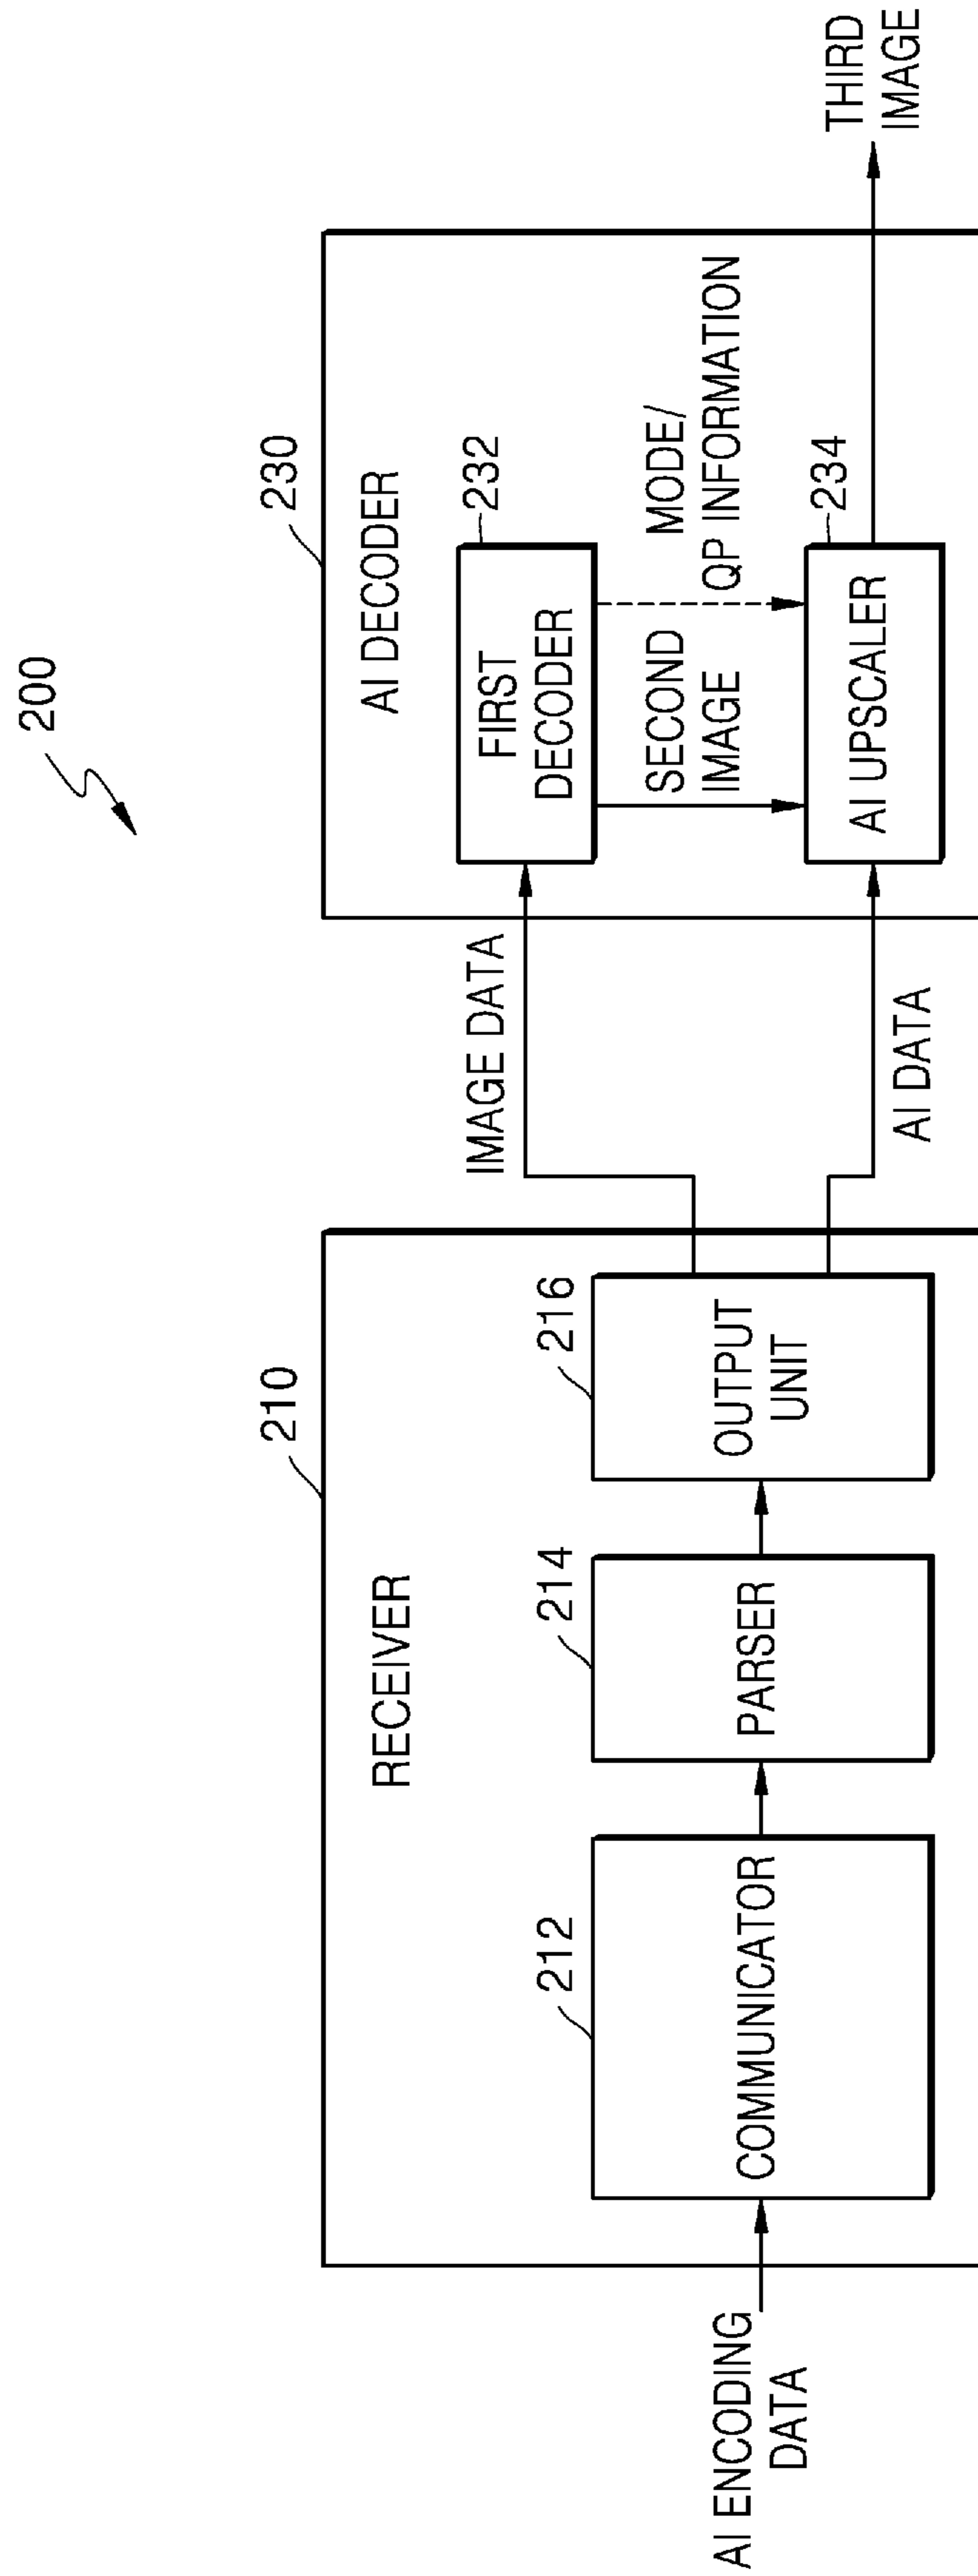 200
210
RECEIVER
AI ENCODING
DATA
212
COMMUNICATOR
214
PARSER
216
OUTPUT
UNIT
IMAGE DATA
AI DATA
230
AI DECODER
232
FIRST
DECODER
SECOND
IMAGE
MODE/
QP INFORMATION
234
AI UPSCALER
THIRD
IMAGE